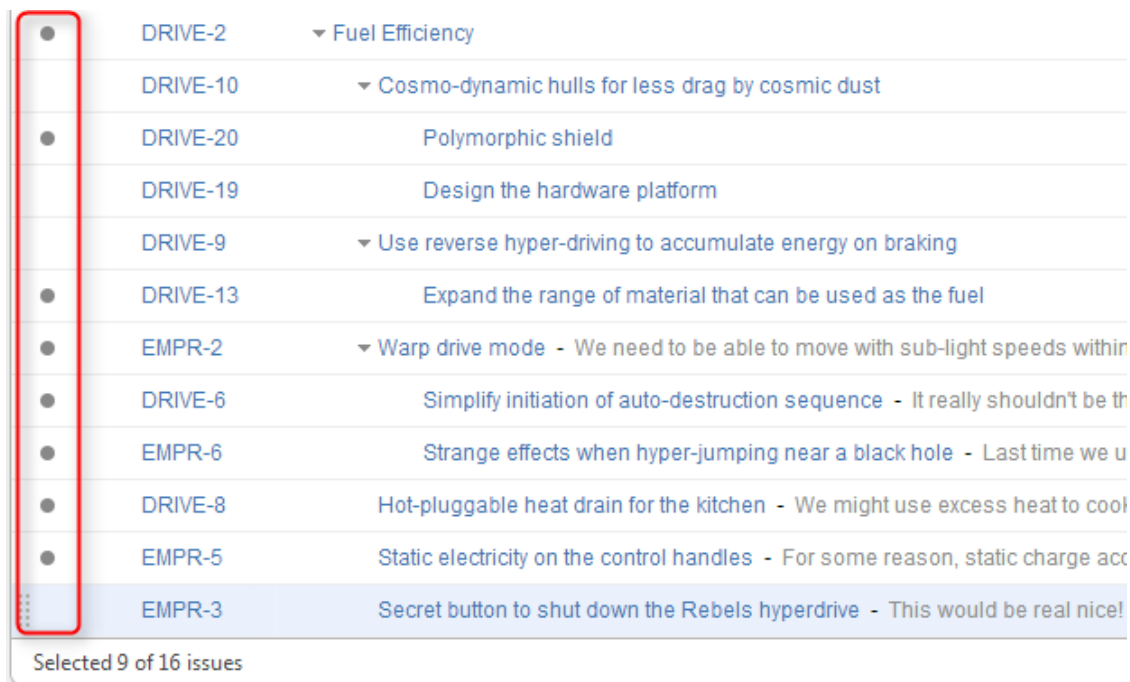 DRIVE-2 Fuel Efficiency
DRIVE-10 Cosmo-dynamic hulls for less drag by cosmic dust
DRIVE-20 Polymorphic shield
DRIVE-19 Design the hardware platform
DRIVE-9 Use reverse hyper-driving to accumulate energy on braking
DRIVE-13 Expand the range of material that can be used as the fuel
EMPR-2 Warp drive mode - We need to be able to move with sub-light speeds within
DRIVE-6 Simplify initiation of auto-destruction sequence - It really shouldn't be th
EMPR-6 Strange effects when hyper-jumping near a black hole - Last time we u
DRIVE-8 Hot-pluggable heat drain for the kitchen - We might use excess heat to cook
EMPR-5 Static electricity on the control handles - For some reason, static charge acc
EMPR-3 Secret button to shut down the Rebels hyperdrive - This would be real nice!
Selected 9 of 16 issues